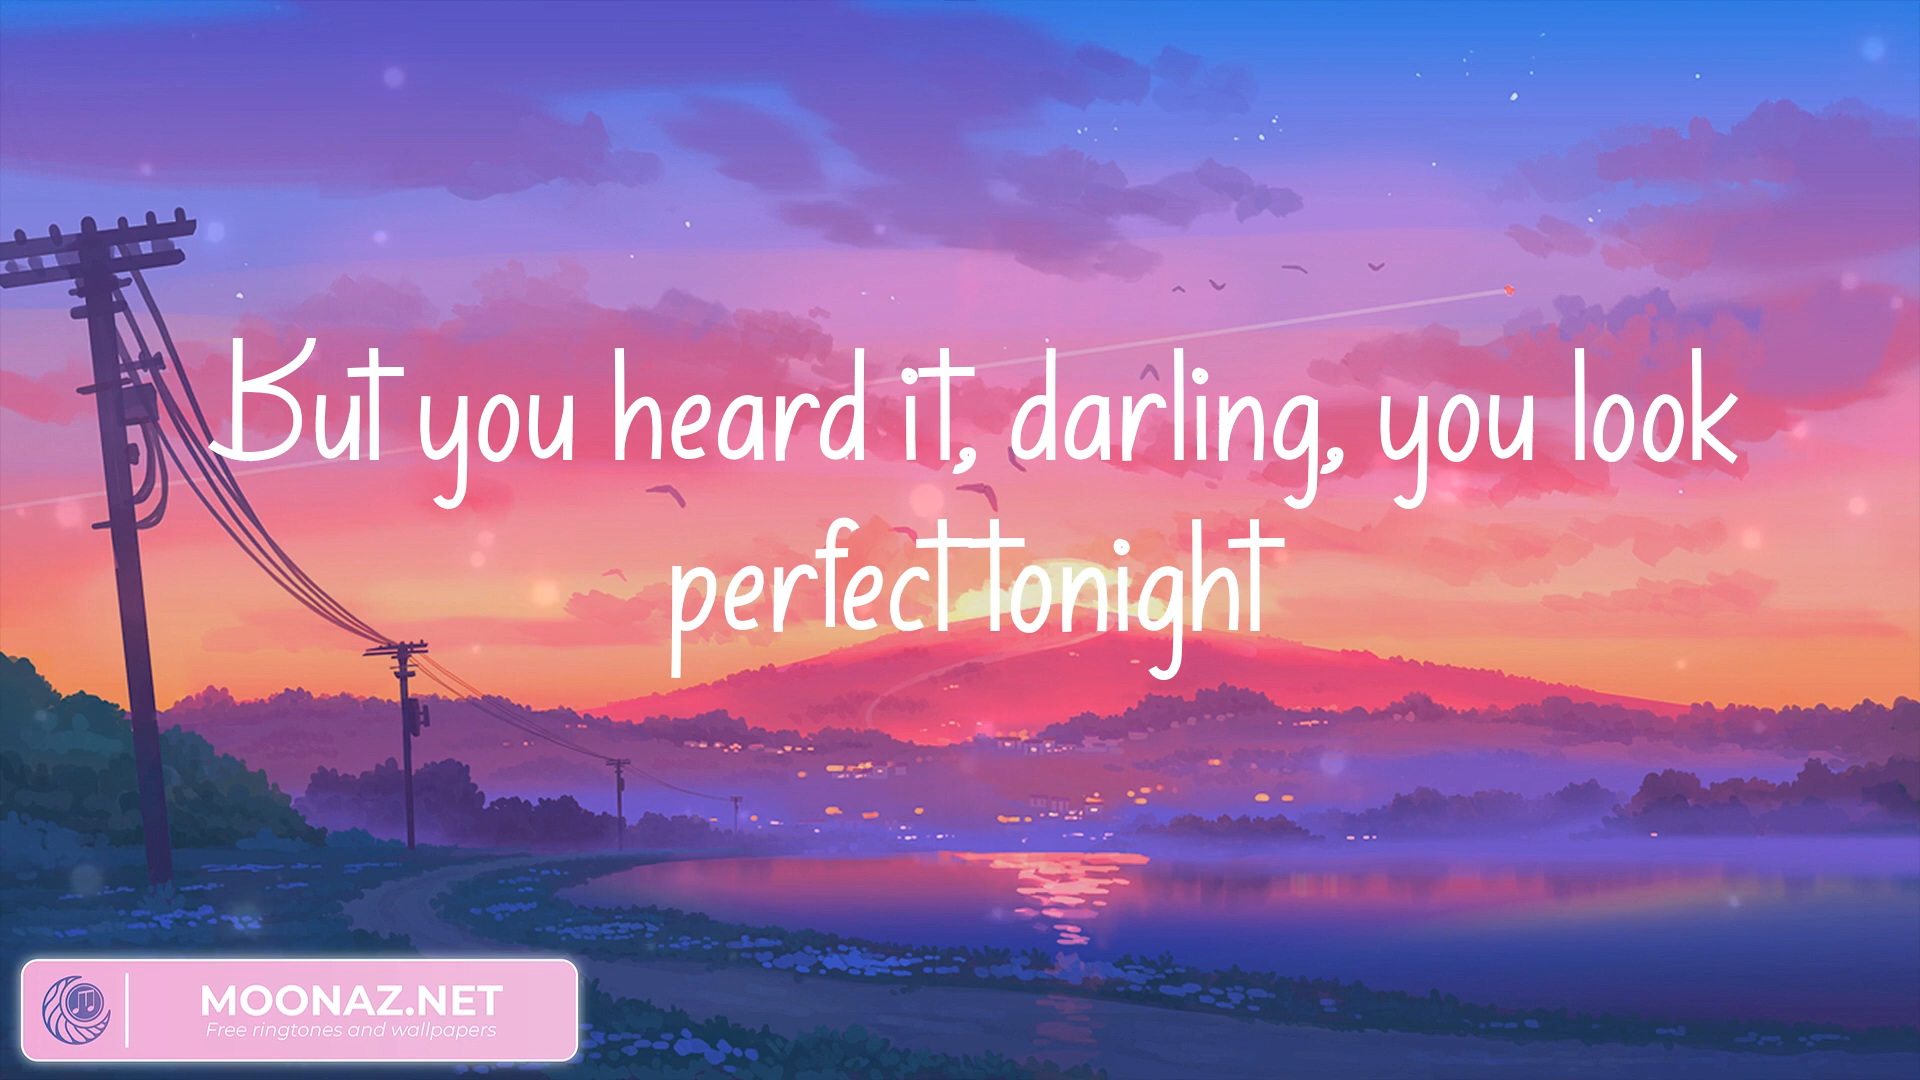 But you heard it, darling, you look
perfect tonight
MOONAZ.NET
Free ringtones and wallpapers